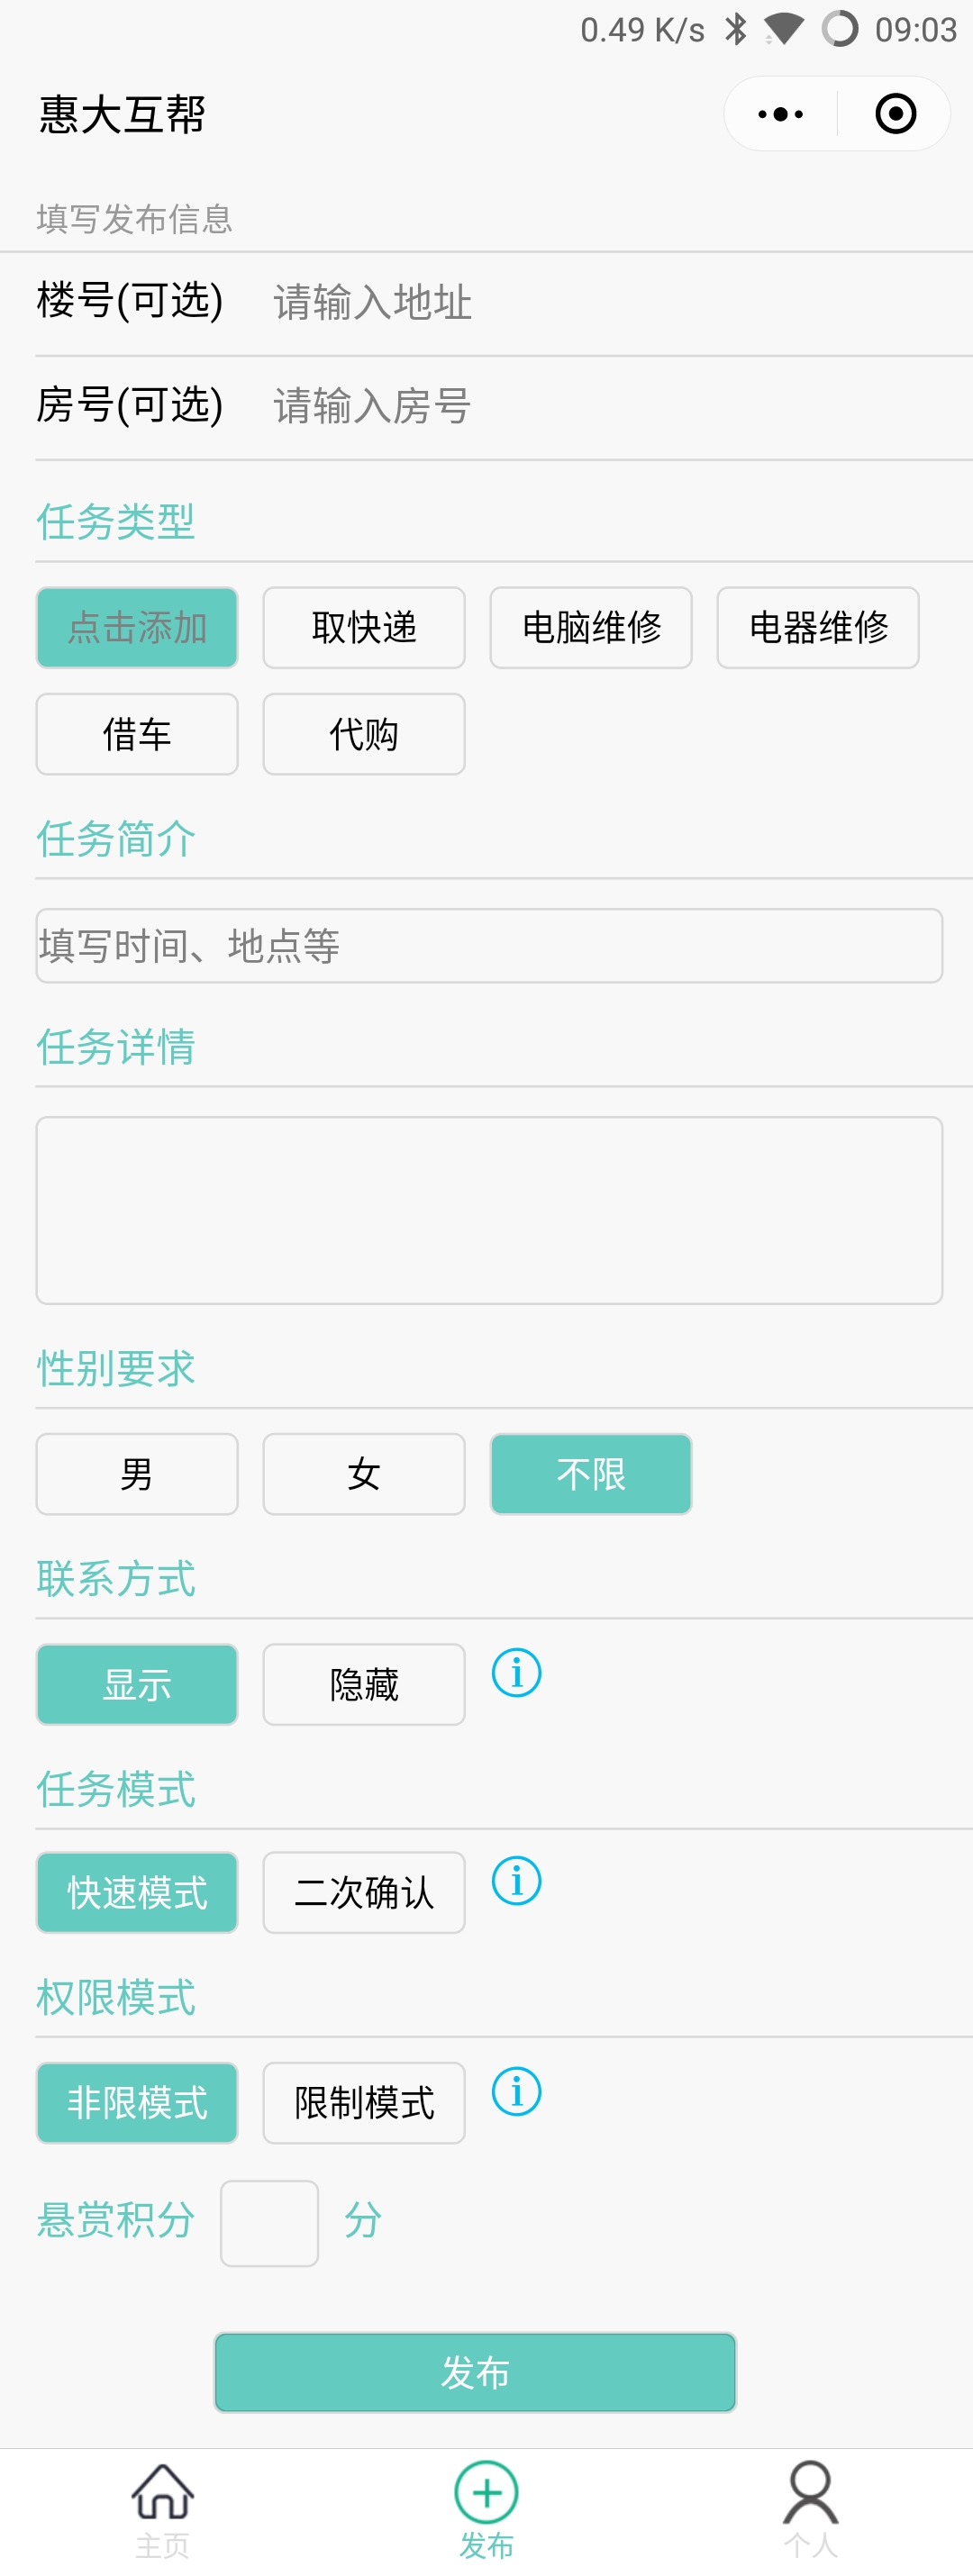 0.49 K/s 09:03
惠大互帮
填写发布信息
楼号(可选) 请输入地址
房号(可选) 请输入房号
任务类型
点击添加 取快递 电脑维修 电器维修
借车 代购
任务简介
填写时间、地点等
任务详情
性别要求
男 女 不限
联系方式
显示 隐藏
任务模式
快速模式 二次确认
权限模式
非限模式 限制模式
悬赏积分 分
发布
主页 发布 个人